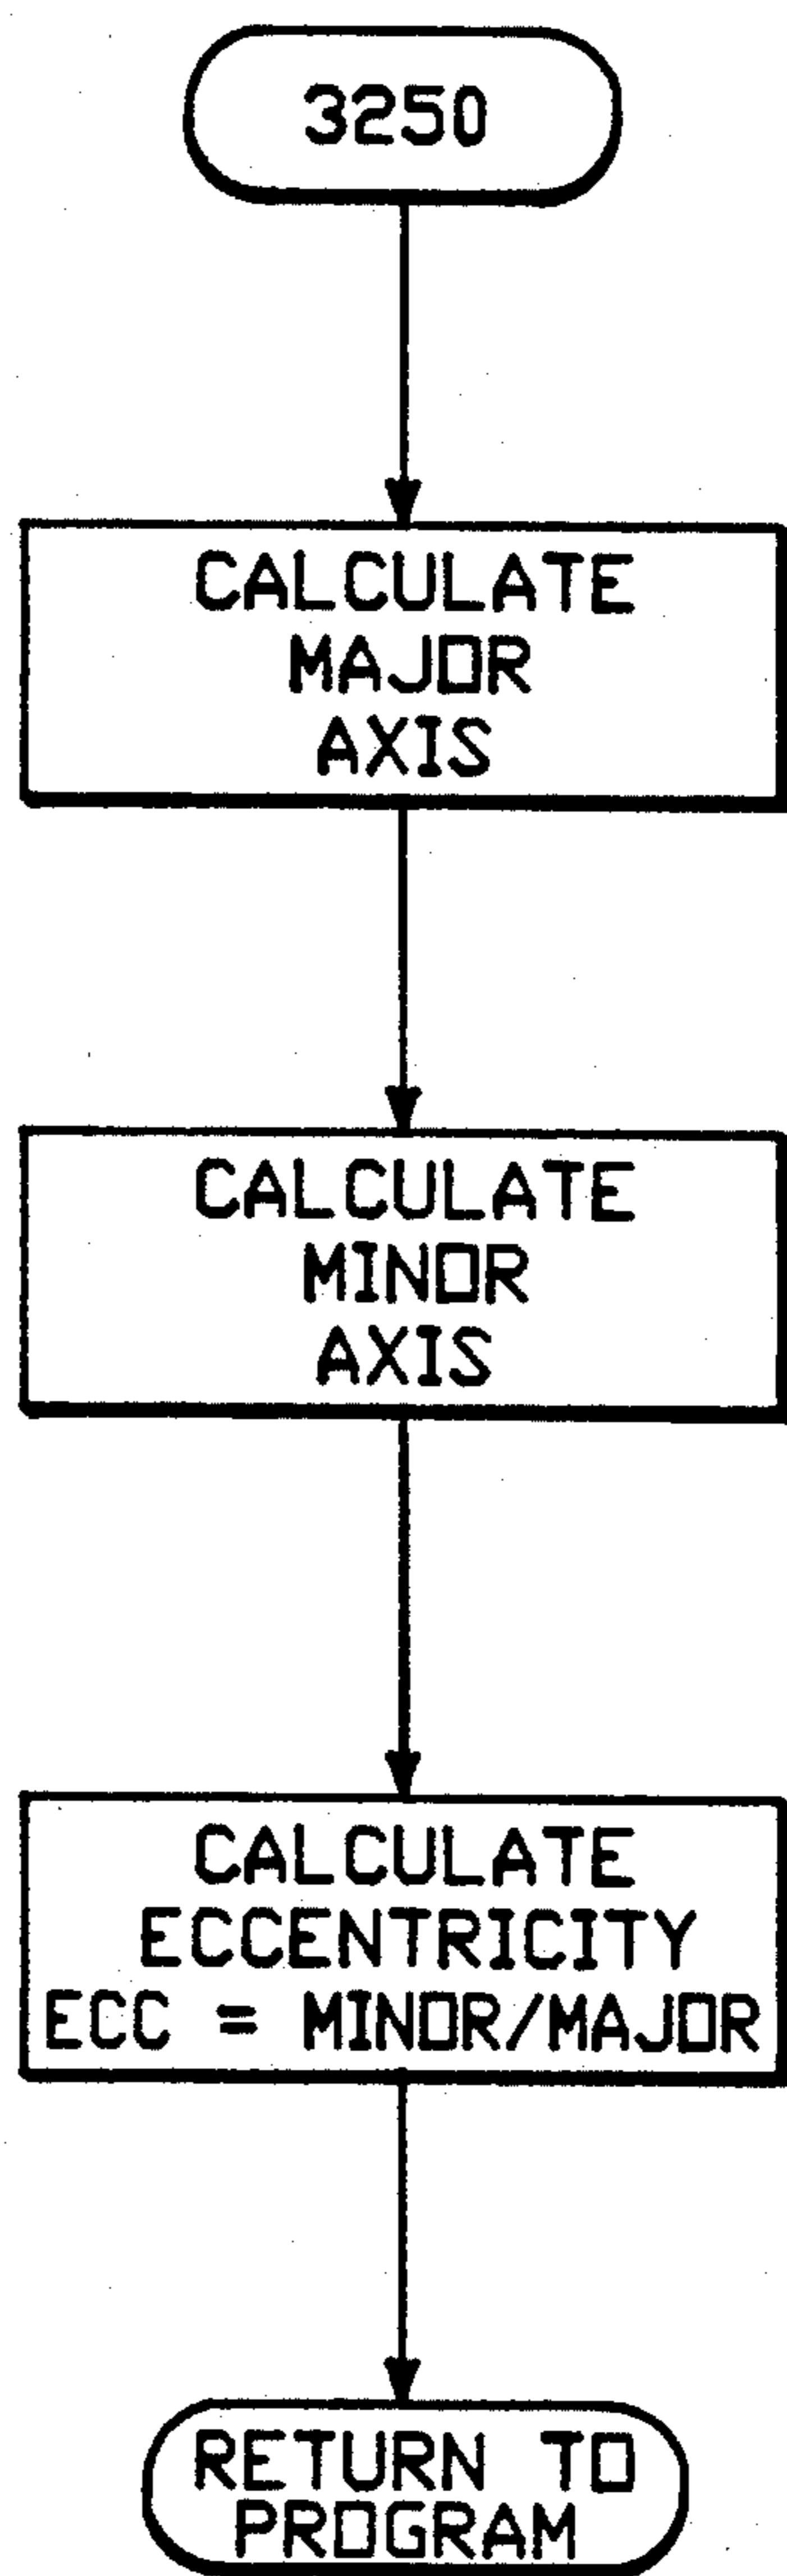 3250
CALCULATE
MAJOR
AXIS
CALCULATE
MINOR
AXIS
CALCULATE
ECCENTRICITY
ECC = MINOR/MAJOR
RETURN TO
PROGRAM